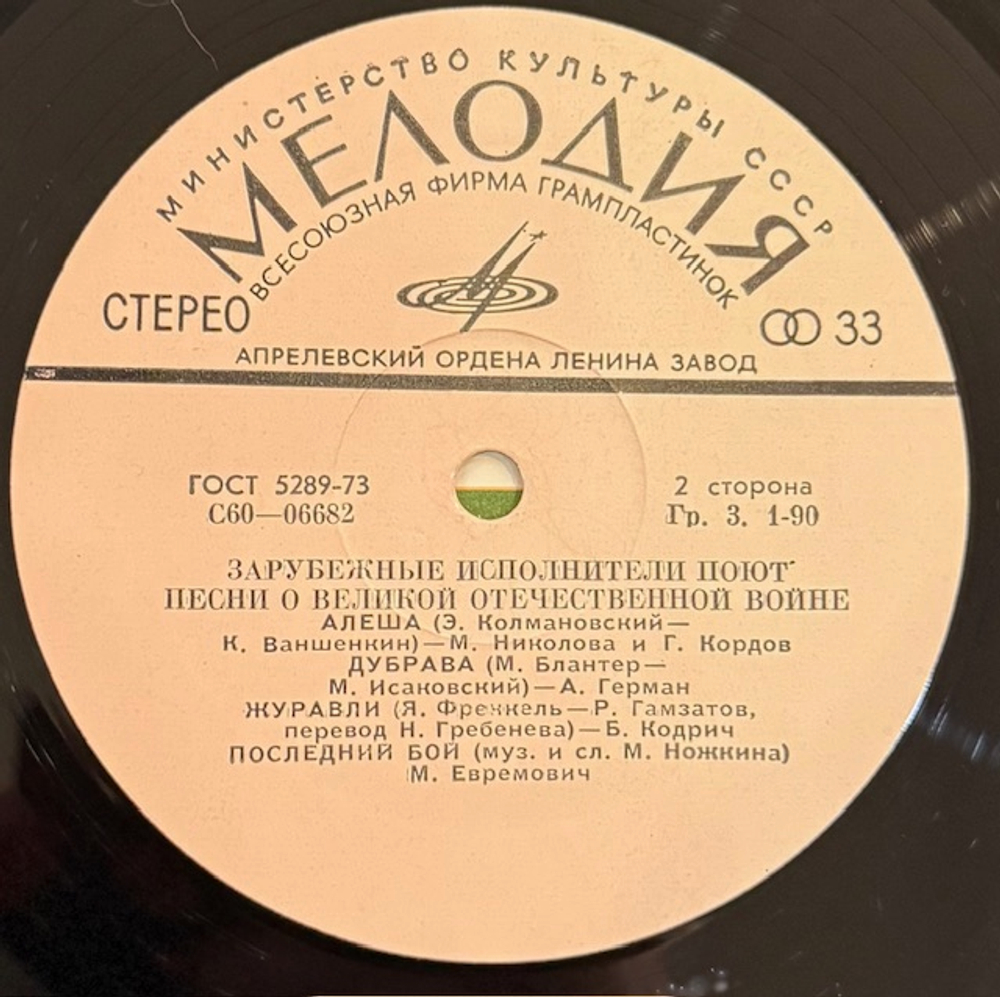 МИНИСТЕРСТВО КУЛЬТУРЫ СССР
МЕЛОДИЯ
ВСЕСОЮЗНАЯ ФИРМА ГРАМПЛАСТИНОК
СТЕРЕО
33
АПРЕЛЕВСКИЙ ОРДЕНА ЛЕНИНА ЗАВОД
ГОСТ 5289-73
С60—06682
2 сторона
Гр. 3. 1-90
ЗАРУБЕЖНЫЕ ИСПОЛНИТЕЛИ ПОЮТ
ПЕСНИ О ВЕЛИКОЙ ОТЕЧЕСТВЕННОЙ ВОЙНЕ
АЛЕША (Э. Колмановский—
К. Ваншенкин)—М. Николова и Г. Кордов
ДУБРАВА (М. Блантер—
М. Исаковский)—А. Герман
ЖУРАВЛИ (Я. Френкель—Р. Гамзатов,
перевод Н. Гребенева)—Б. Кодрич
ПОСЛЕДНИЙ БОЙ (муз. и сл. М. Ножкина)
М. Евремович